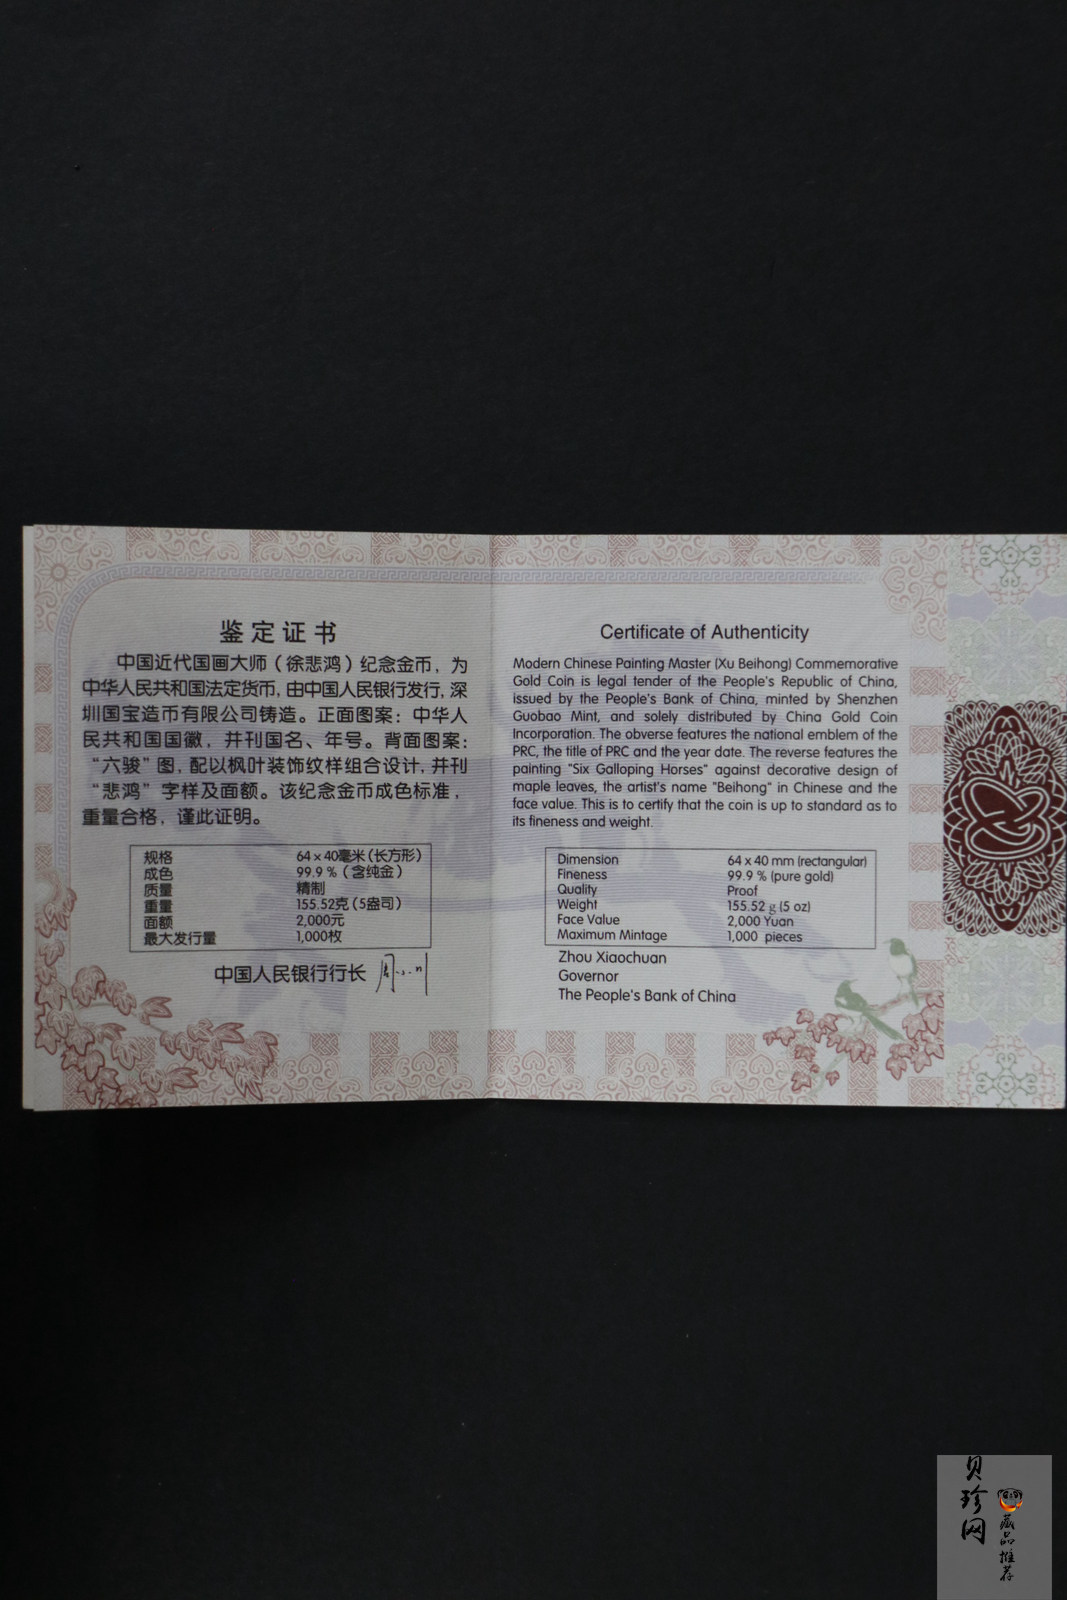 鉴定证书
中国近代国画大师（徐悲鸿）纪念金币，为
中华人民共和国法定货币，由中国人民银行发行，深
圳国宝造币有限公司铸造。正面图案：中华人
民共和国国徽，并刊国名、年号。背面图案：
“六骏”图，配以枫叶装饰纹样组合设计，并刊
“悲鸿”字样及面额。该纪念金币成色标准，
重量合格，谨此证明。
规格 64×40毫米（长方形）
成色 99.9%（含纯金）
质量 精制
重量 155.52克（5盎司）
面额 2,000元
最大发行量 1,000枚
中国人民银行行长
Certificate of Authenticity
Modern Chinese Painting Master (Xu Beihong) Commemorative
Gold Coin is legal tender of the People's Republic of China,
issued by the People's Bank of China, minted by Shenzhen
Guobao Mint, and solely distributed by China Gold Coin
Incorporation. The obverse features the national emblem of the
PRC, the title of PRC and the year date. The reverse features the
painting "Six Galloping Horses" against decorative design of
maple leaves, the artist's name "Beihong" in Chinese and the
face value. This is to certify that the coin is up to standard as to
its fineness and weight.
Dimension 64 x 40 mm (rectangular)
Fineness 99.9 % (pure gold)
Quality Proof
Weight 155.52 g (5 oz)
Face Value 2,000 Yuan
Maximum Mintage 1,000 pieces
Zhou Xiaochuan
Governor
The People's Bank of China
贝珍网
藏品推荐